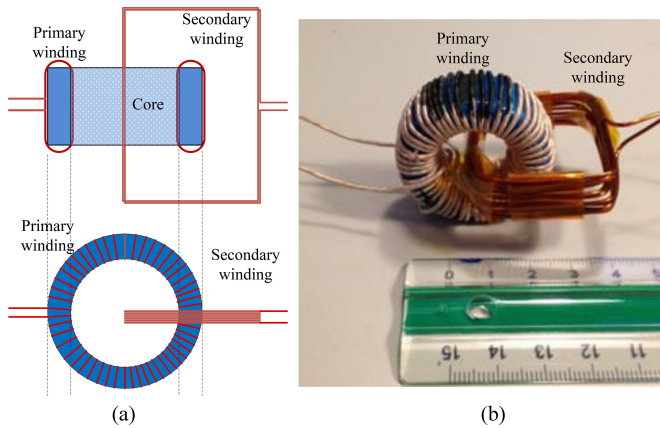 Primary
winding
Secondary
winding
Core
Primary
winding
Secondary
winding
(a)
Primary
winding
Secondary
winding
0 1 2 3 4 5
15 14 13 12 11
(b)